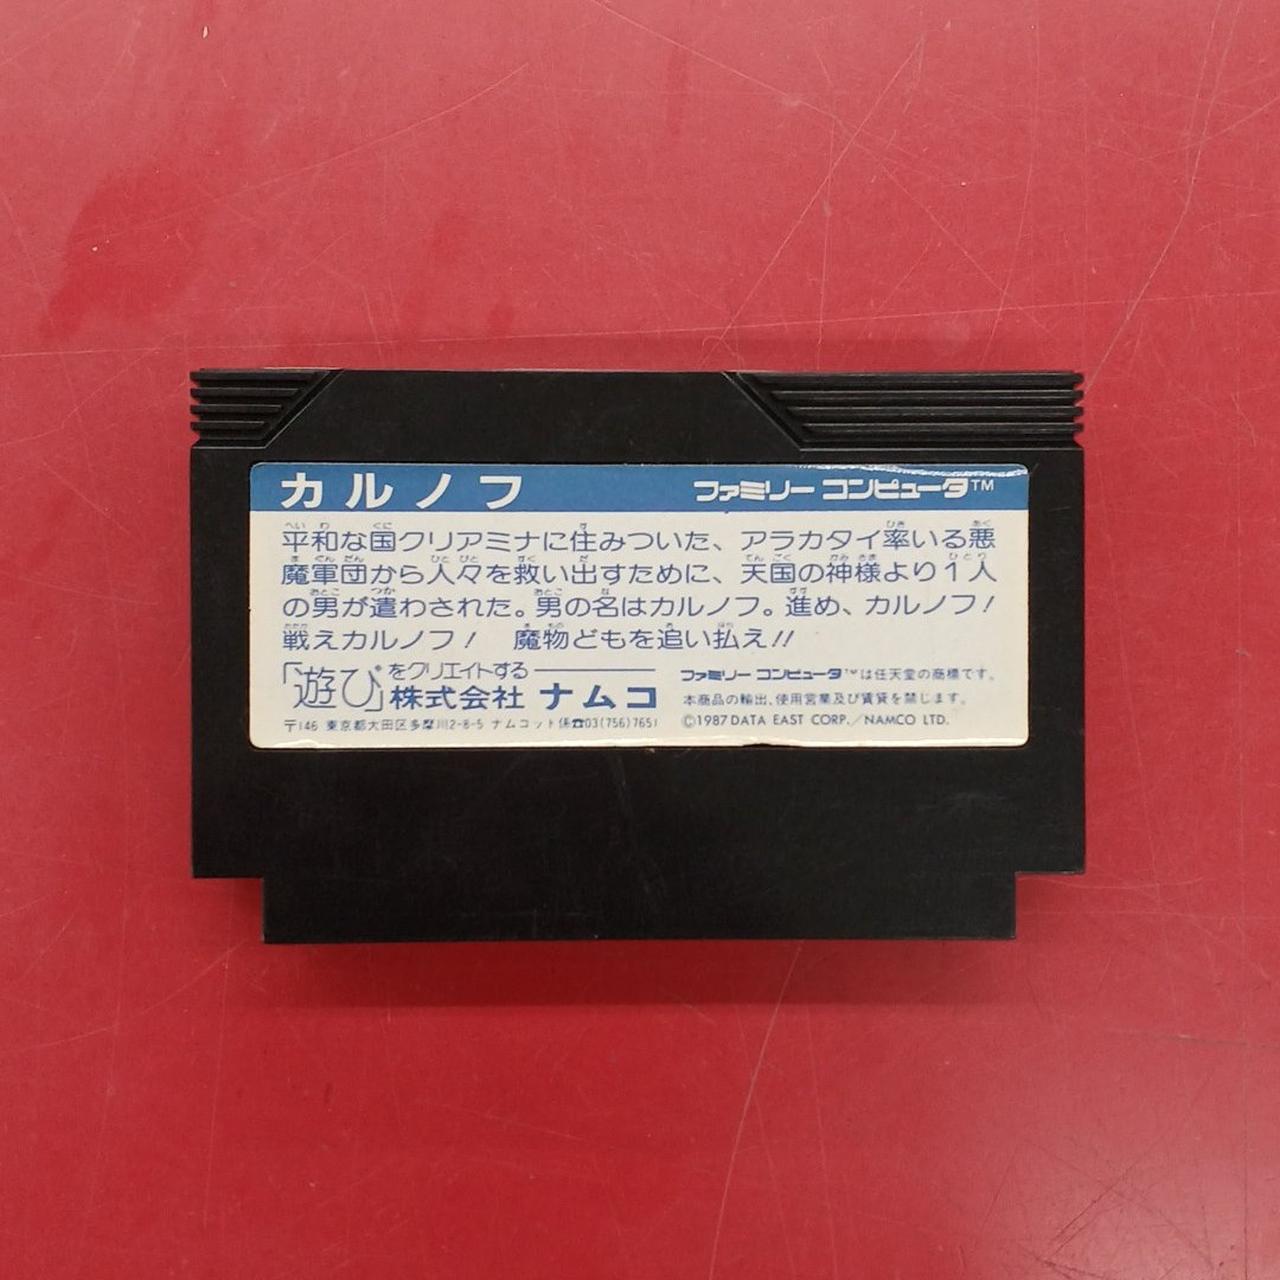 カルノフ ファミリー コンピュータ™
平和な国クリアミナに住みついた、アラカタイ率いる悪
魔軍団から人々を救い出すために、天国の神様より1人
の男が遣わされた。男の名はカルノフ。進め、カルノフ!
戦えカルノフ! 魔物どもを追い払え!!
「遊び」をクリエイトする
株式会社 ナムコ
〒146 東京都大田区多摩川2-8-5 ナムコット係☎03(756)7651
ファミリー コンピュータ™は任天堂の商標です。
本商品の輸出、使用営業及び賃貸を禁じます。
©1987 DATA EAST CORP./NAMCO LTD.